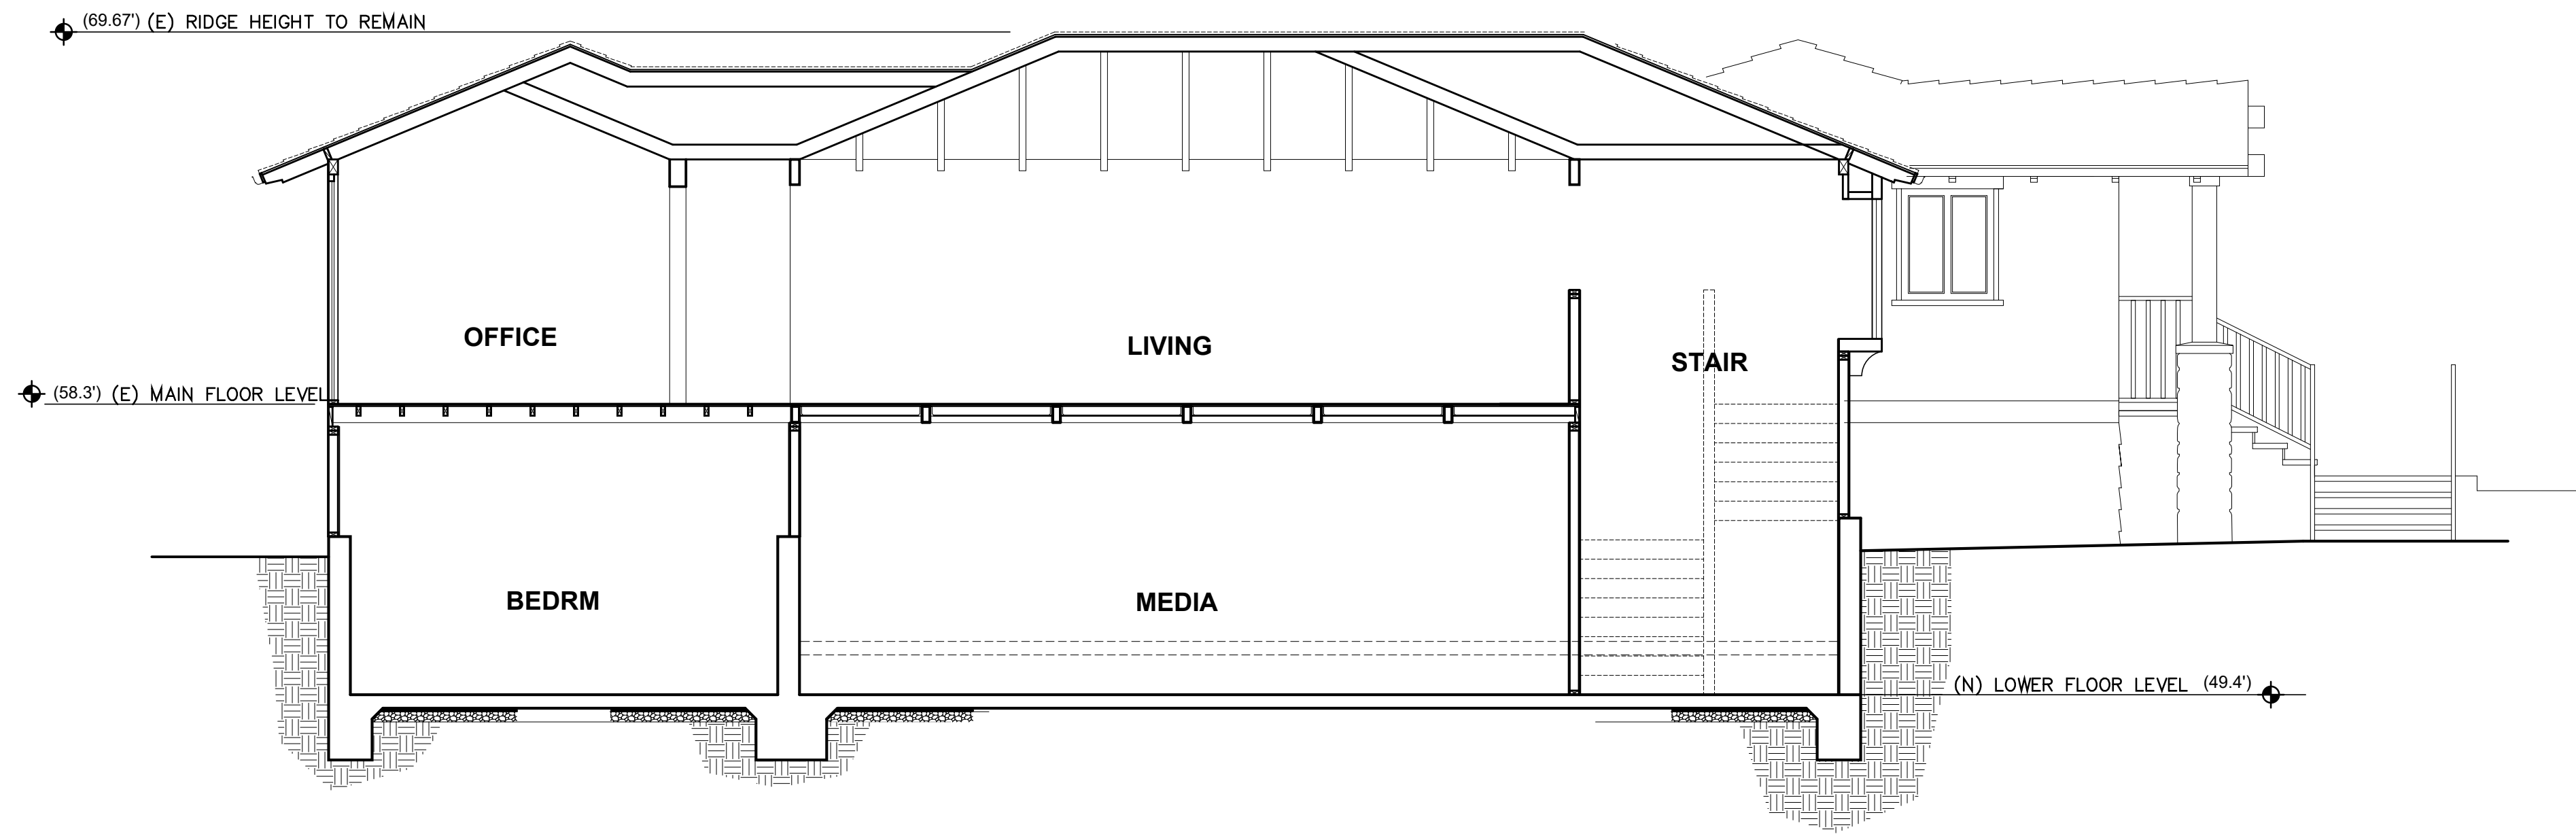 (69.67') (E) RIDGE HEIGHT TO REMAIN
OFFICE
LIVING
STAIR
(58.3') (E) MAIN FLOOR LEVEL
BEDRM
MEDIA
(N) LOWER FLOOR LEVEL (49.4')